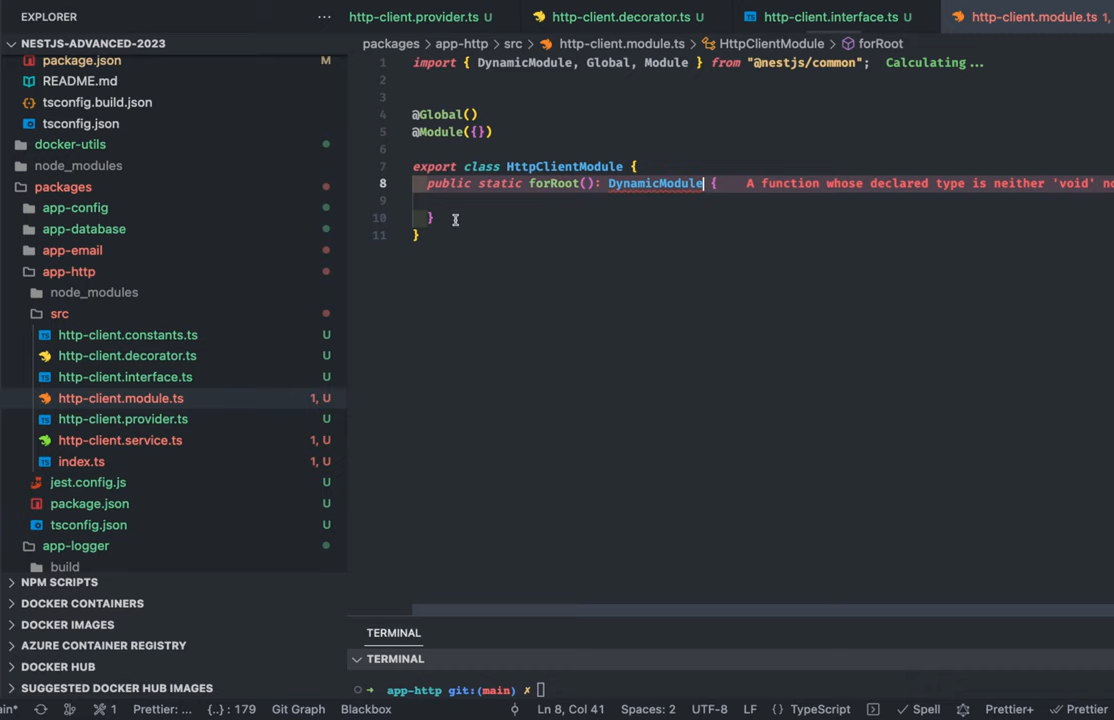 EXPLORER
···
NESTJS-ADVANCED-2023
package.json M
README.md
tsconfig.build.json
tsconfig.json
docker-utils
node_modules
packages
app-config
app-database
app-email
app-http
node_modules
src
http-client.constants.ts U
http-client.decorator.ts U
http-client.interface.ts U
http-client.module.ts 1, U
http-client.provider.ts U
http-client.service.ts 1, U
index.ts 1, U
jest.config.js U
package.json U
tsconfig.json U
app-logger
build
NPM SCRIPTS
DOCKER CONTAINERS
DOCKER IMAGES
AZURE CONTAINER REGISTRY
DOCKER HUB
SUGGESTED DOCKER HUB IMAGES
http-client.provider.ts U http-client.decorator.ts U http-client.interface.ts U http-client.module.ts 1,
packages > app-http > src > http-client.module.ts > HttpClientModule > forRoot
1 import { DynamicModule, Global, Module } from "@nestjs/common"; Calculating...
2
3
4 @Global()
5 @Module({})
6
7 export class HttpClientModule {
8 public static forRoot(): DynamicModule { A function whose declared type is neither 'void' no
9
10 }
11 }
TERMINAL
TERMINAL
→ app-http git:(main) ✗
ain* 1 Prettier: ... {..} : 179 Git Graph Blackbox Ln 8, Col 41 Spaces: 2 UTF-8 LF {} TypeScript Spell Prettier+ Prettier